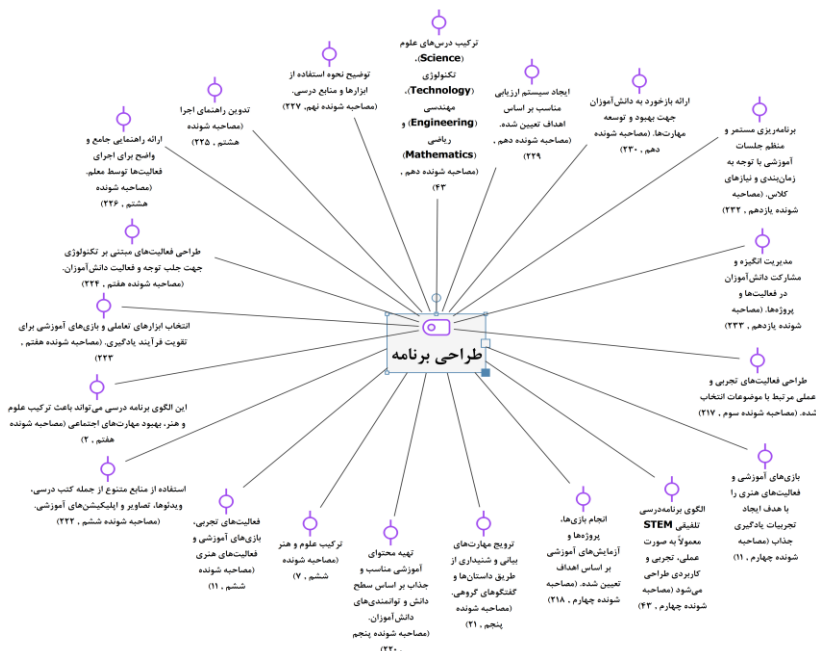 ترکیب درس‌های علوم
(Science)،
تکنولوژی
(Technology)،
مهندسی
(Engineering) و
ریاضی
(Mathematics)
(مصاحبه شونده دهم ,
۴۳)
توضیح نحوه استفاده از
ابزارها و منابع درسی.
(مصاحبه شونده نهم, ۲۲۷)
ایجاد سیستم ارزیابی
مناسب بر اساس
اهداف تعیین شده.
(مصاحبه شونده دهم ,
۲۲۹)
ارائه بازخورد به دانش‌آموزان
جهت بهبود و توسعه
مهارت‌ها. (مصاحبه شونده
دهم , ۲۳۰)
تدوین راهنمای اجرا
(مصاحبه شونده
هشتم , ۲۲۵)
ارائه راهنمایی جامع و
واضح برای اجرای
فعالیت‌ها توسط معلم.
(مصاحبه شونده
هشتم , ۲۲۶)
برنامه‌ریزی مستمر و
منظم جلسات
آموزشی با توجه به
زمان‌بندی و نیازهای
کلاس. (مصاحبه
شونده یازدهم , ۲۳۲)
طراحی فعالیت‌های مبتنی بر تکنولوژی
جهت جلب توجه و فعالیت دانش‌آموزان.
(مصاحبه شونده هفتم , ۲۲۴)
مدیریت انگیزه و
مشارکت دانش‌آموزان
در فعالیت‌ها و
پروژه‌ها. (مصاحبه
شونده یازدهم , ۲۳۳)
انتخاب ابزارهای تعاملی و بازی‌های آموزشی برای
تقویت فرآیند یادگیری. (مصاحبه شونده هفتم ,
۲۲۳
طراحی برنامه
طراحی فعالیت‌های تجربی و
عملی مرتبط با موضوعات انتخاب
شده. (مصاحبه شونده سوم , ۲۱۷)
این الگوی برنامه درسی می‌تواند باعث ترکیب علوم
و هنر، بهبود مهارت‌های اجتماعی (مصاحبه شونده
هفتم , ۲)
استفاده از منابع متنوع از جمله کتب درسی،
ویدئوها، تصاویر و اپلیکیشن‌های آموزشی.
(مصاحبه شونده ششم , ۲۲۲)
بازی‌های آموزشی و
فعالیت‌های هنری را
با هدف ایجاد
تجربیات یادگیری
جذاب (مصاحبه
شونده چهارم , ۱۱)
فعالیت‌های تجربی،
بازی‌های آموزشی و
فعالیت‌های هنری
(مصاحبه شونده
ششم , ۱۱)
ترکیب علوم و هنر
(مصاحبه شونده
ششم , ۷)
تهیه محتوای
آموزشی مناسب و
جذاب بر اساس سطح
دانش و توانمندی‌های
دانش‌آموزان.
(مصاحبه شونده پنجم
, ۲۲۰)
ترویج مهارت‌های
بیانی و شنیداری از
طریق داستان‌ها و
گفتگوهای گروهی.
(مصاحبه شونده
پنجم , ۲۱)
انجام بازی‌ها،
پروژه‌ها و
آزمایش‌های آموزشی
بر اساس اهداف
تعیین شده. (مصاحبه
شونده چهارم , ۲۱۸)
الگوی برنامه‌درسی
تلفیقی STEM
معمولاً به صورت
عملی، تجربی و
کاربردی طراحی
می‌شود (مصاحبه
شونده چهارم , ۴۳)